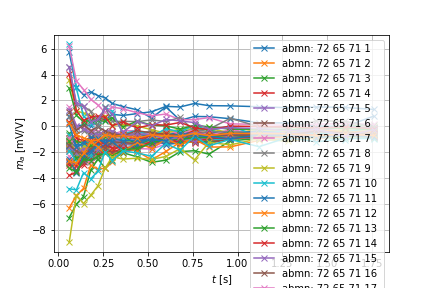 6
4
2
0
−2
−4
−6
−8
mₐ [mV/V]
0.00
0.25
0.50
0.75
1.00
t [s]
abmn: 72 65 71 1
abmn: 72 65 71 2
abmn: 72 65 71 3
abmn: 72 65 71 4
abmn: 72 65 71 5
abmn: 72 65 71 6
abmn: 72 65 71 7
abmn: 72 65 71 8
abmn: 72 65 71 9
abmn: 72 65 71 10
abmn: 72 65 71 11
abmn: 72 65 71 12
abmn: 72 65 71 13
abmn: 72 65 71 14
abmn: 72 65 71 15
abmn: 72 65 71 16
abmn: 72 65 71 17